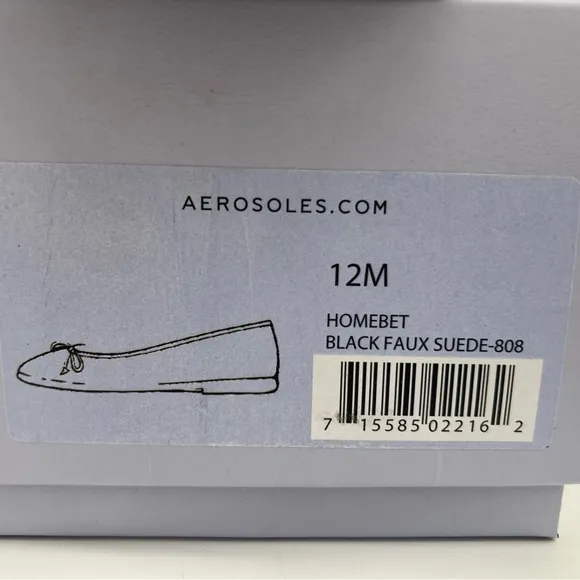 AEROSOLES.COM
12M
HOMEBET
BLACK FAUX SUEDE-808
7 15585 02216 2